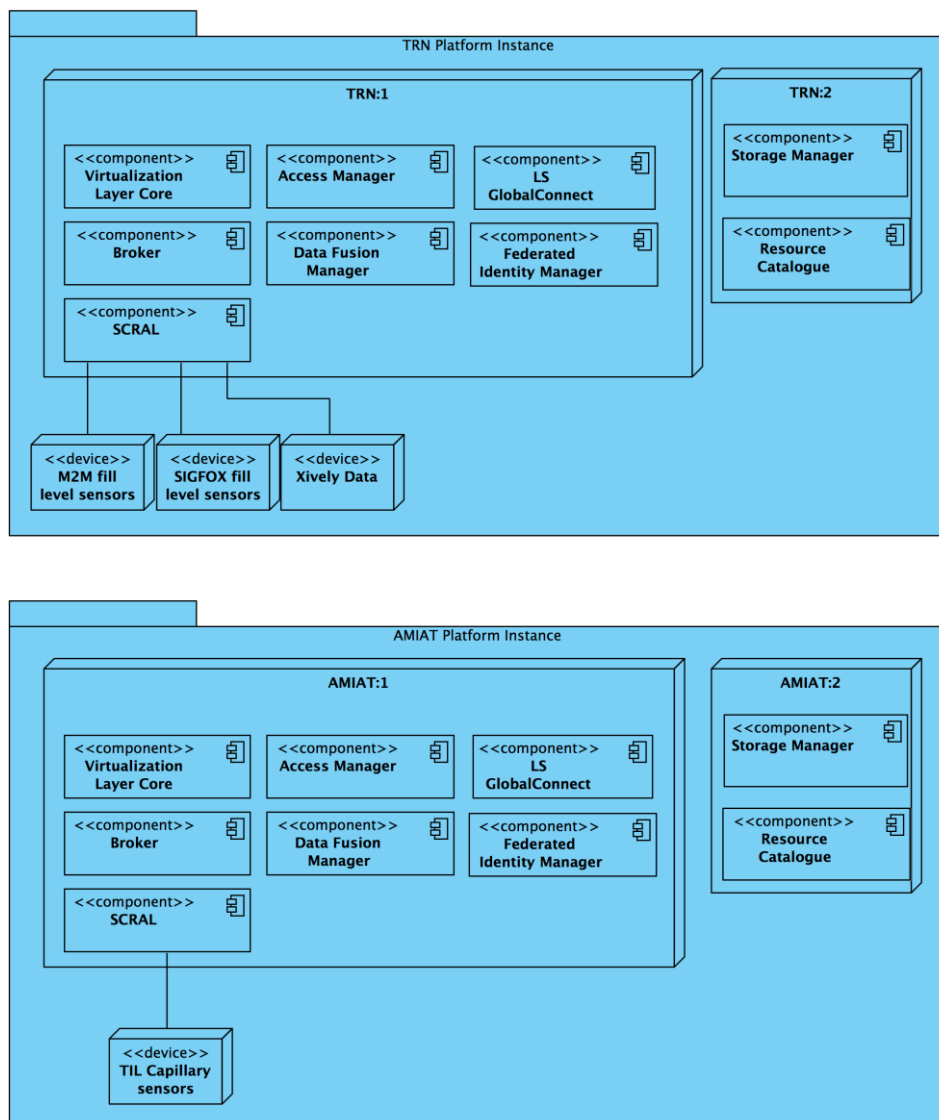 TRN Platform Instance
TRN:1
<<component>>
Virtualization
Layer Core
<<component>>
Access Manager
<<component>>
LS
GlobalConnect
<<component>>
Broker
<<component>>
Data Fusion
Manager
<<component>>
Federated
Identity Manager
<<component>>
SCRAL
TRN:2
<<component>>
Storage Manager
<<component>>
Resource
Catalogue
<<device>>
M2M fill
level sensors
<<device>>
SIGFOX fill
level sensors
<<device>>
Xively Data
AMIAT Platform Instance
AMIAT:1
<<component>>
Virtualization
Layer Core
<<component>>
Access Manager
<<component>>
LS
GlobalConnect
<<component>>
Broker
<<component>>
Data Fusion
Manager
<<component>>
Federated
Identity Manager
<<component>>
SCRAL
AMIAT:2
<<component>>
Storage Manager
<<component>>
Resource
Catalogue
<<device>>
TIL Capillary
sensors